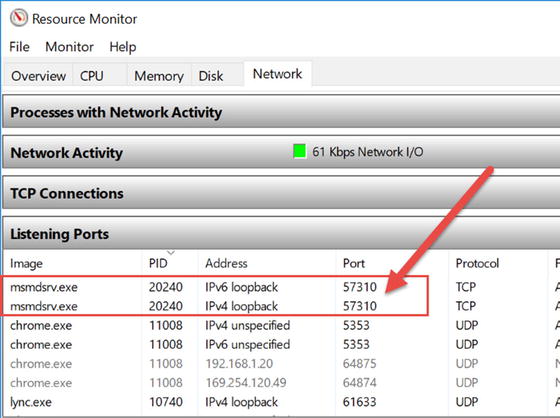 Resource Monitor
File Monitor Help
Overview CPU Memory Disk Network
Processes with Network Activity
Network Activity 61 Kbps Network I/O
TCP Connections
Listening Ports
Image PID Address Port Protocol
msmdsrv.exe 20240 IPv6 loopback 57310 TCP
msmdsrv.exe 20240 IPv4 loopback 57310 TCP
chrome.exe 11008 IPv4 unspecified 5353 UDP
chrome.exe 11008 IPv6 unspecified 5353 UDP
chrome.exe 11008 192.168.1.20 64875 UDP
chrome.exe 11008 169.254.120.49 64874 UDP
lync.exe 10740 IPv4 loopback 61633 UDP